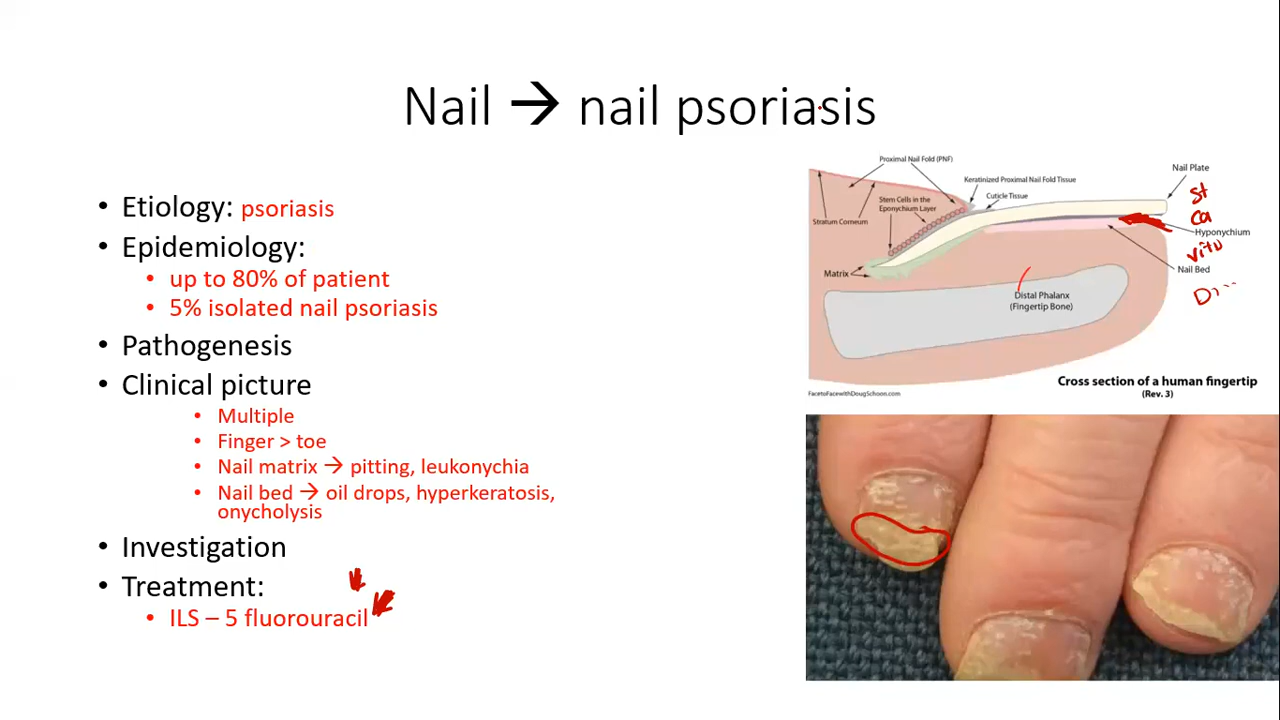 Nail → nail psoriasis
• Etiology: psoriasis
• Epidemiology:
• up to 80% of patient
• 5% isolated nail psoriasis
• Pathogenesis
• Clinical picture
• Multiple
• Finger > toe
• Nail matrix → pitting, leukonychia
• Nail bed → oil drops, hyperkeratosis,
onycholysis
• Investigation
• Treatment:
• ILS – 5 fluorouracil
Proximal Nail Fold (PNF)
Nail Plate
Keratinized Proximal Nail Fold Tissue
Cuticle Tissue
Stem Cells in the
Eponychium Layer
Stratum Corneum
st
ca
Hyponychium
vitD
Nail Bed
Matrix
Distal Phalanx
(Fingertip Bone)
Cross section of a human fingertip
(Rev. 3)
FacetoFacewithDougSchoon.com